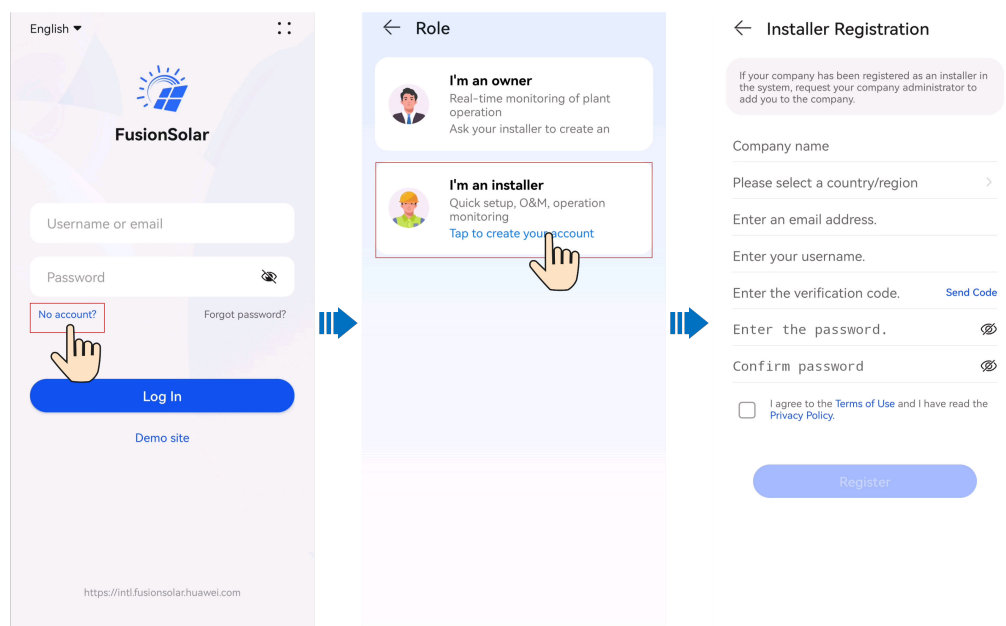 English
FusionSolar
Username or email
Password
No account?
Forgot password?
Log In
Demo site
https://intl.fusionsolar.huawei.com
Role
I'm an owner
Real-time monitoring of plant
operation
Ask your installer to create an
I'm an installer
Quick setup, O&M, operation
monitoring
Tap to create your account
Installer Registration
If your company has been registered as an installer in
the system, request your company administrator to
add you to the company.
Company name
Please select a country/region
Enter an email address.
Enter your username.
Enter the verification code.
Send Code
Enter the password.
Confirm password
I agree to the Terms of Use and I have read the
Privacy Policy.
Register